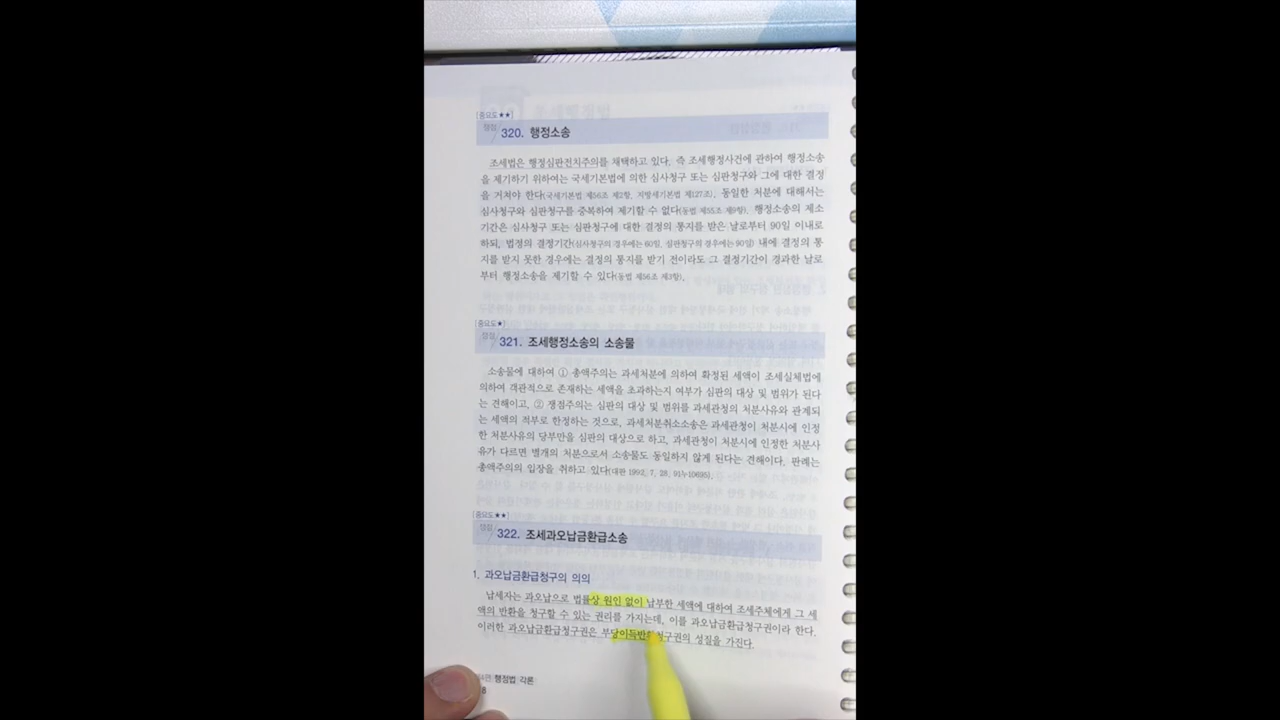 [중요도★★]
쟁점 320. 행정소송
조세법은 행정심판전치주의를 채택하고 있다. 즉 조세행정사건에 관하여 행정소송
을 제기하기 위하여는 국세기본법에 의한 심사청구 또는 심판청구와 그에 대한 결정
을 거쳐야 한다(국세기본법 제56조 제2항, 지방세기본법 제127조). 동일한 처분에 대해서는
심사청구와 심판청구를 중복하여 제기할 수 없다(동법 제55조 제9항). 행정소송의 제소
기간은 심사청구 또는 심판청구에 대한 결정의 통지를 받은 날로부터 90일 이내로
하되, 법정의 결정기간(심사청구의 경우에는 60일, 심판청구의 경우에는 90일) 내에 결정의 통
지를 받지 못한 경우에는 결정의 통지를 받기 전이라도 그 결정기간이 경과한 날로
부터 행정소송을 제기할 수 있다(동법 제56조 제3항).
[중요도★]
쟁점 321. 조세행정소송의 소송물
소송물에 대하여 ① 총액주의는 과세처분에 의하여 확정된 세액이 조세실체법에
의하여 객관적으로 존재하는 세액을 초과하는지 여부가 심판의 대상 및 범위가 된다
는 견해이고, ② 쟁점주의는 심판의 대상 및 범위를 과세관청의 처분사유와 관계되
는 세액의 적부로 한정하는 것으로, 과세처분취소소송은 과세관청이 처분시에 인정
한 처분사유의 당부만을 심판의 대상으로 하고, 과세관청이 처분시에 인정한 처분사
유가 다르면 별개의 처분으로서 소송물도 동일하지 않게 된다는 견해이다. 판례는
총액주의의 입장을 취하고 있다(대판 1992. 7. 28, 91누10695).
[중요도★★]
쟁점 322. 조세과오납금환급소송
1. 과오납금환급청구의 의의
납세자는 과오납으로 법률상 원인 없이 납부한 세액에 대하여 조세주체에게 그 세
액의 반환을 청구할 수 있는 권리를 가지는데, 이를 과오납금환급청구권이라 한다.
이러한 과오납금환급청구권은 부당이득반환청구권의 성질을 가진다.
행정법 각론
8